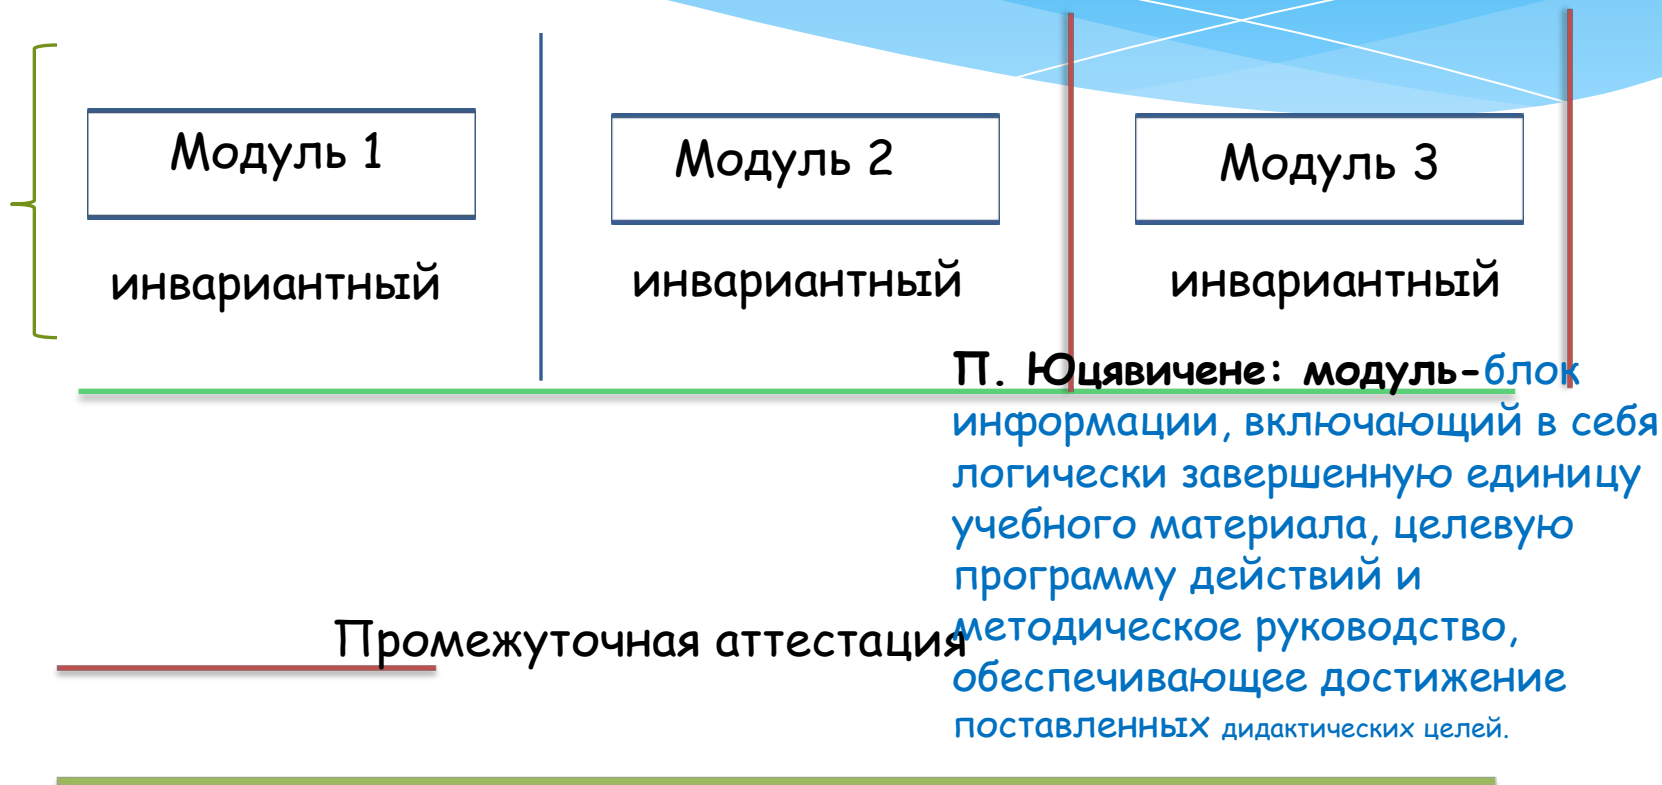 Модуль 1
Модуль 2
Модуль 3
инвариантный
инвариантный
инвариантный
П. Юцявичене: модуль-блок
информации, включающий в себя
логически завершенную единицу
учебного материала, целевую
программу действий и
методическое руководство,
обеспечивающее достижение
поставленных дидактических целей.
Промежуточная аттестация